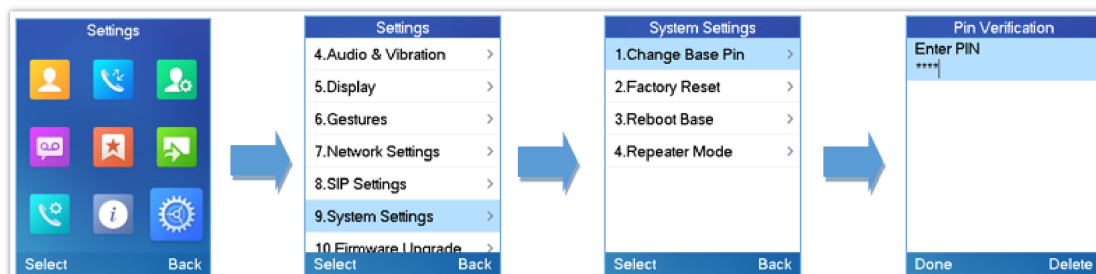 Settings
Select Back
Settings
4.Audio & Vibration
5.Display
6.Gestures
7.Network Settings
8.SIP Settings
9.System Settings
10.Firmware Upgrade
Select Back
System Settings
1.Change Base Pin
2.Factory Reset
3.Reboot Base
4.Repeater Mode
Select Back
Pin Verification
Enter PIN
****
Done Delete